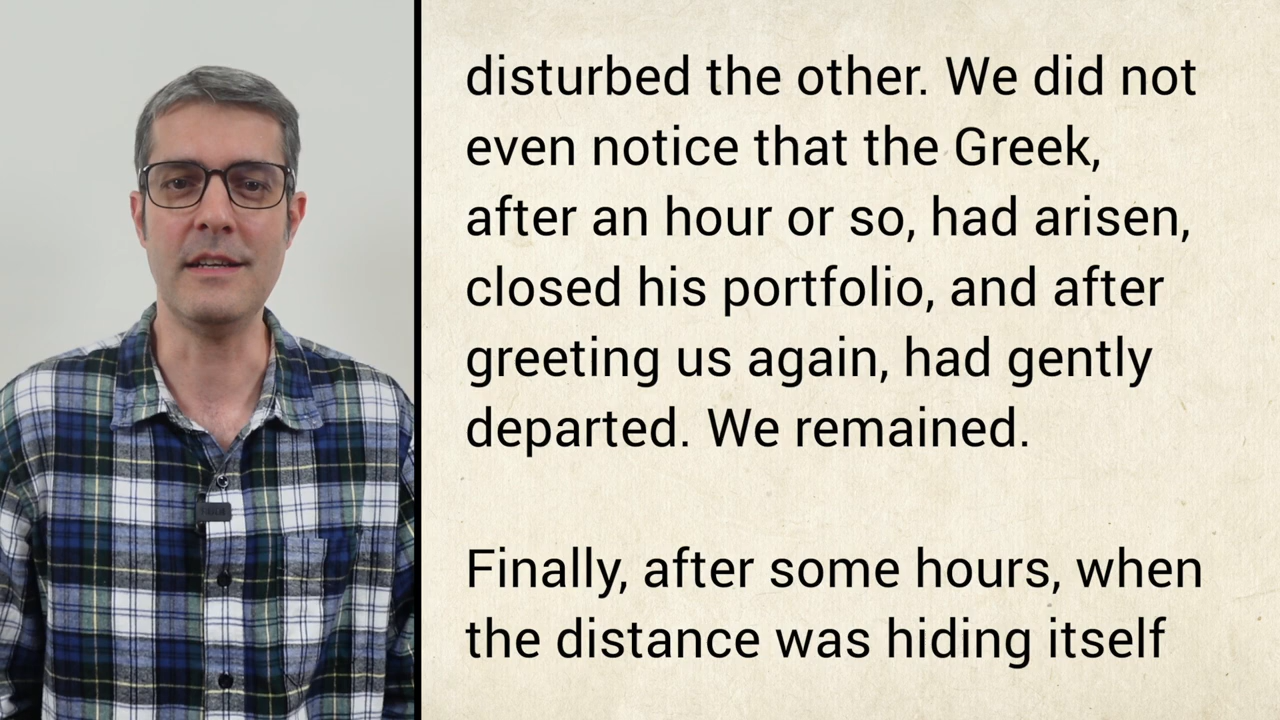 disturbed the other. We did not
even notice that the Greek,
after an hour or so, had arisen,
closed his portfolio, and after
greeting us again, had gently
departed. We remained.
Finally, after some hours, when
the distance was hiding itself